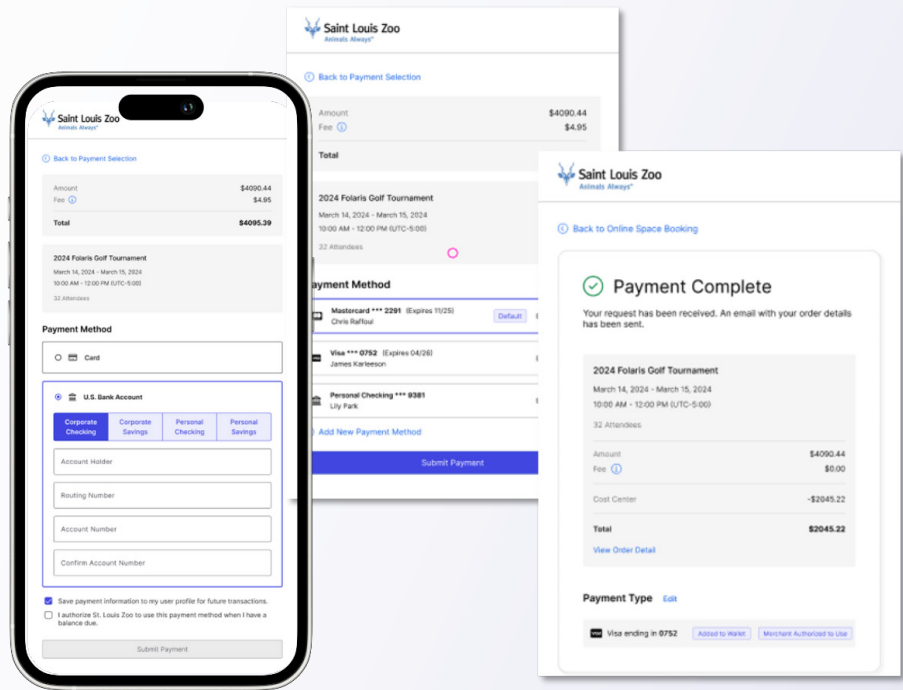 Saint Louis Zoo
Animals Always®
Back to Payment Selection
Amount $4090.44
Fee $4.95
Total $4095.39
2024 Folaris Golf Tournament
March 14, 2024 - March 15, 2024
10:00 AM - 12:00 PM (UTC-5:00)
32 Attendees
Payment Method
Card
U.S. Bank Account
Corporate Checking
Corporate Savings
Personal Checking
Personal Savings
Account Holder
Routing Number
Account Number
Confirm Account Number
Save payment information to my user profile for future transactions.
I authorize St. Louis Zoo to use this payment method when I have a
balance due.
Submit Payment
Saint Louis Zoo
Animals Always®
Back to Payment Selection
Amount $4090.44
Fee $4.95
Total
2024 Folaris Golf Tournament
March 14, 2024 - March 15, 2024
10:00 AM - 12:00 PM (UTC-5:00)
32 Attendees
ayment Method
Mastercard *** 2291 (Expires 11/25) Default
Chris Raffoul
Visa *** 0752 (Expires 04/26)
James Karleeson
Personal Checking *** 9381
Lily Park
Add New Payment Method
Submit Payment
Saint Louis Zoo
Animals Always®
Back to Online Space Booking
Payment Complete
Your request has been received. An email with your order details
has been sent.
2024 Folaris Golf Tournament
March 14, 2024 - March 15, 2024
10:00 AM - 12:00 PM (UTC-5:00)
32 Attendees
Amount $4090.44
Fee $0.00
Cost Center -$2045.22
Total $2045.22
View Order Detail
Payment Type Edit
VISA Visa ending in 0752 Added to Wallet Merchant Authorized to Use